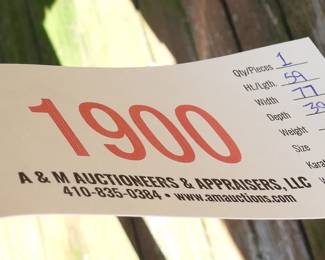 1900
A & M AUCTIONEERS & APPRAISERS, LLC
410-835-0384 • www.amauctions.com
Qty/Pieces 1
Ht./Lgth. 59
Width 77
Depth
Weight
Size